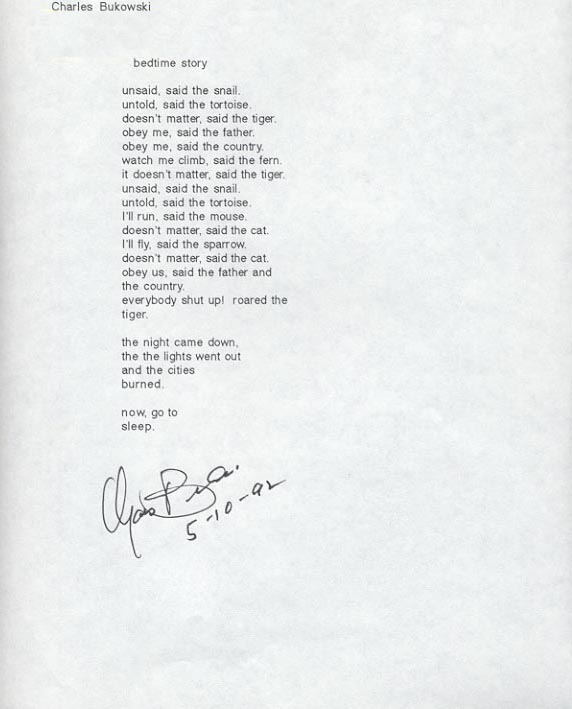 Charles Bukowski
bedtime story
unsaid, said the snail.
untold, said the tortoise.
doesn't matter, said the tiger.
obey me, said the father.
obey me, said the country.
watch me climb, said the fern.
it doesn't matter, said the tiger.
unsaid, said the snail.
untold, said the tortoise.
I'll run, said the mouse.
doesn't matter, said the cat.
I'll fly, said the sparrow.
doesn't matter, said the cat.
obey us, said the father and
the country.
everybody shut up! roared the
tiger.
the night came down,
the the lights went out
and the cities
burned.
now, go to
sleep.
5-10-92